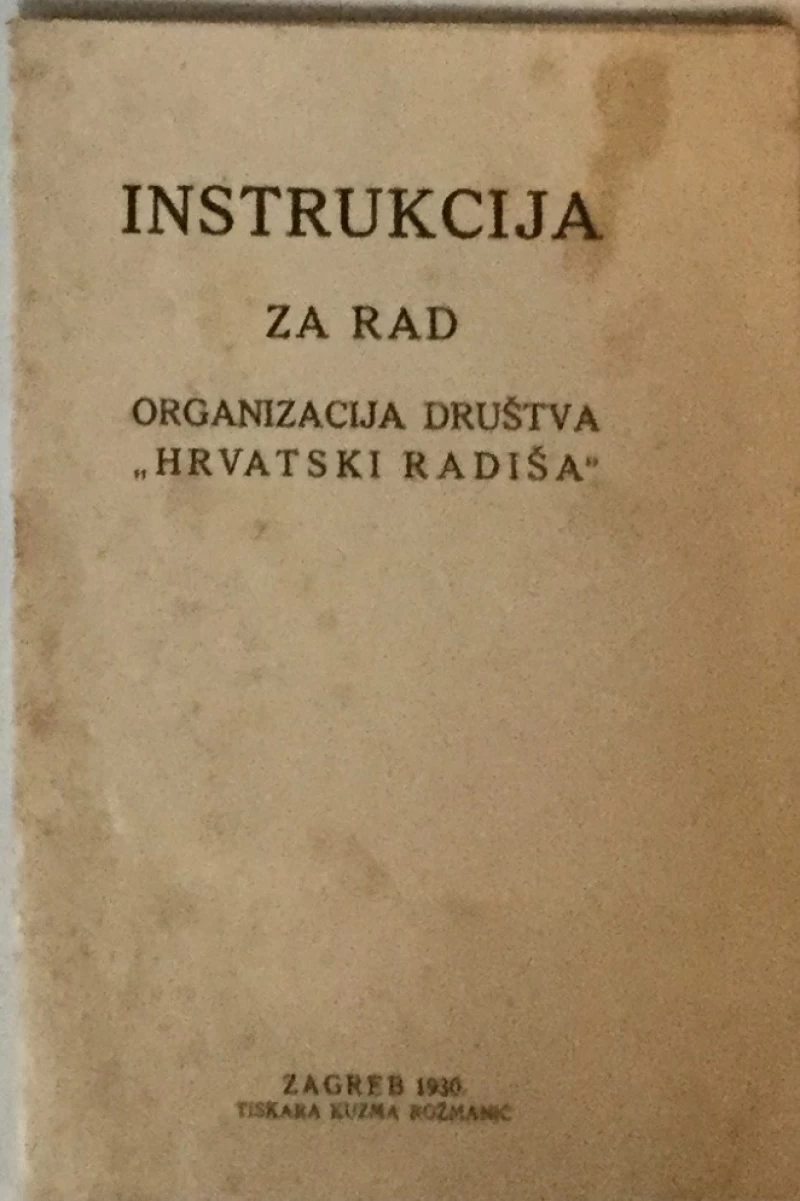 INSTRUKCIJA
ZA RAD
ORGANIZACIJA DRUŠTVA
„HRVATSKI RADIŠA"
ZAGREB 1930
TISKARA KUZMA ROŽMANIĆ